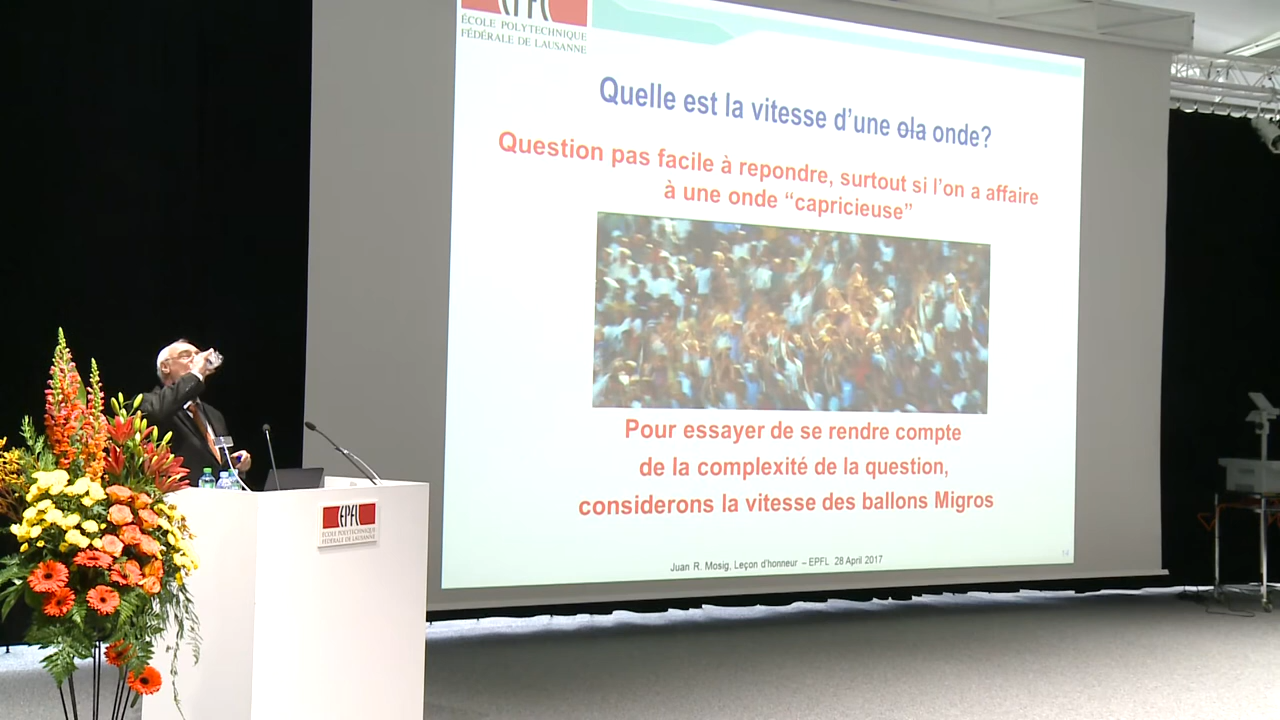 EPFL
ÉCOLE POLYTECHNIQUE
FÉDÉRALE DE LAUSANNE
Quelle est la vitesse d'une ola onde?
Question pas facile à repondre, surtout si l'on a affaire
à une onde “capricieuse”
Pour essayer de se rendre compte
de la complexité de la question,
considerons la vitesse des ballons Migros
Juan R. Mosig, Leçon d'honneur – EPFL 28 April 2017
14
EPFL
ÉCOLE POLYTECHNIQUE
FÉDÉRALE DE LAUSANNE